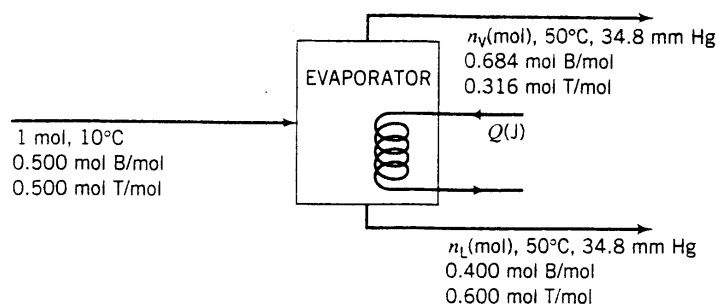 n_V(mol), 50°C, 34.8 mm Hg
0.684 mol B/mol
0.316 mol T/mol
EVAPORATOR
Q(J)
1 mol, 10°C
0.500 mol B/mol
0.500 mol T/mol
n_L(mol), 50°C, 34.8 mm Hg
0.400 mol B/mol
0.600 mol T/mol